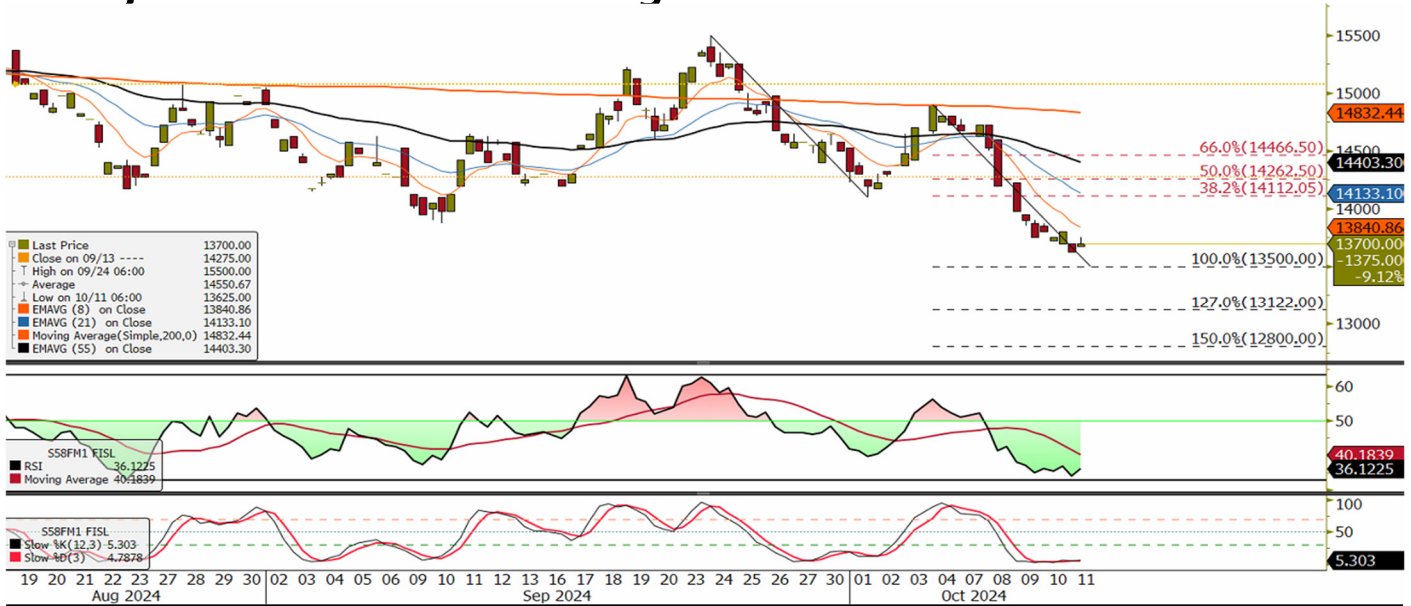 15500
15000
14832.44
14500
66.0%(14466.50)
14403.30
50.0%(14262.50)
38.2%(14112.05)
14133.10
14000
13840.86
13700.00
-1375.00
-9.12%
100.0%(13500.00)
127.0%(13122.00)
13000
150.0%(12800.00)
Last Price 13700.00
Close on 09/13 ---- 14275.00
High on 09/24 06:00 15500.00
Average 14550.67
Low on 10/11 06:00 13625.00
EMAVG (8) on Close 13840.86
EMAVG (21) on Close 14133.10
Moving Average(Simple,200,0) 14832.44
EMAVG (55) on Close 14403.30
60
50
40.1839
36.1225
S58FM1 FISL
RSI 36.1225
Moving Average 40.1839
100
50
5.303
S58FM1 FISL
Slow %K(12,3) 5.303
Slow %D(3) 4.7878
19 20 21 22 23 27 28 29 30 02 03 04 05 06 09 10 11 12 13 16 17 18 19 20 23 24 25 26 27 30 01 02 03 04 07 08 09 10 11
Aug 2024 Sep 2024 Oct 2024